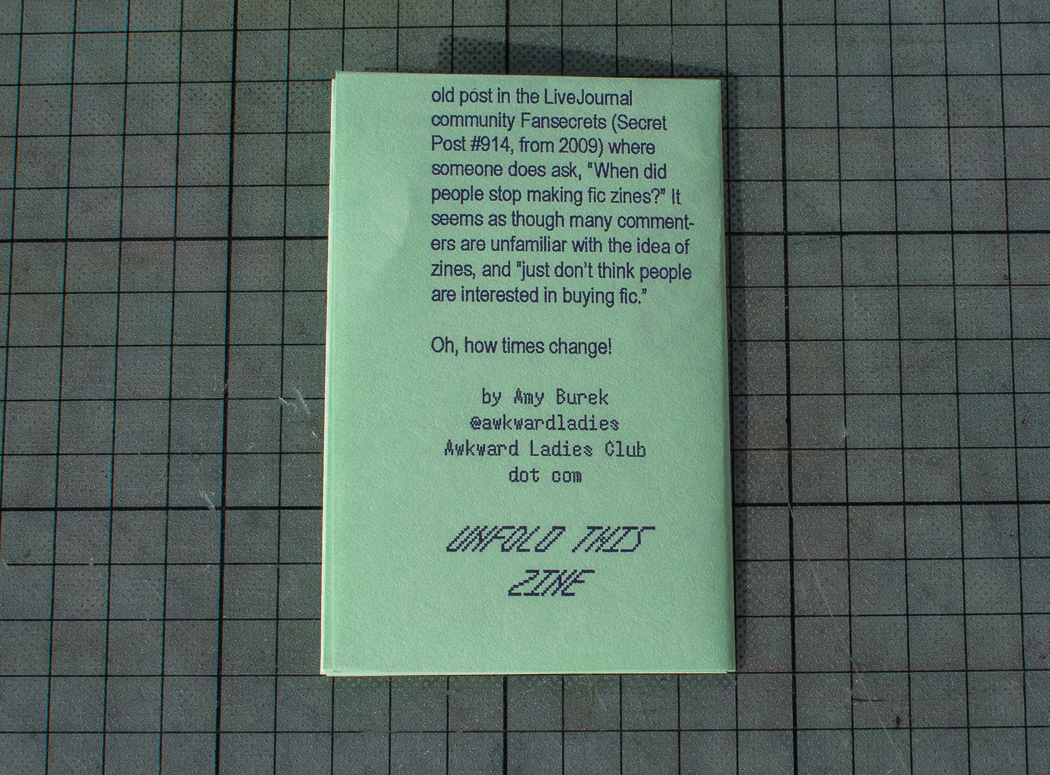 old post in the LiveJournal
community Fansecrets (Secret
Post #914, from 2009) where
someone does ask, "When did
people stop making fic zines?" It
seems as though many comment-
ers are unfamiliar with the idea of
zines, and "just don't think people
are interested in buying fic."
Oh, how times change!
by Amy Burek
@awkwardladies
Awkward Ladies Club
dot com
UNFOLD THIS
ZINE